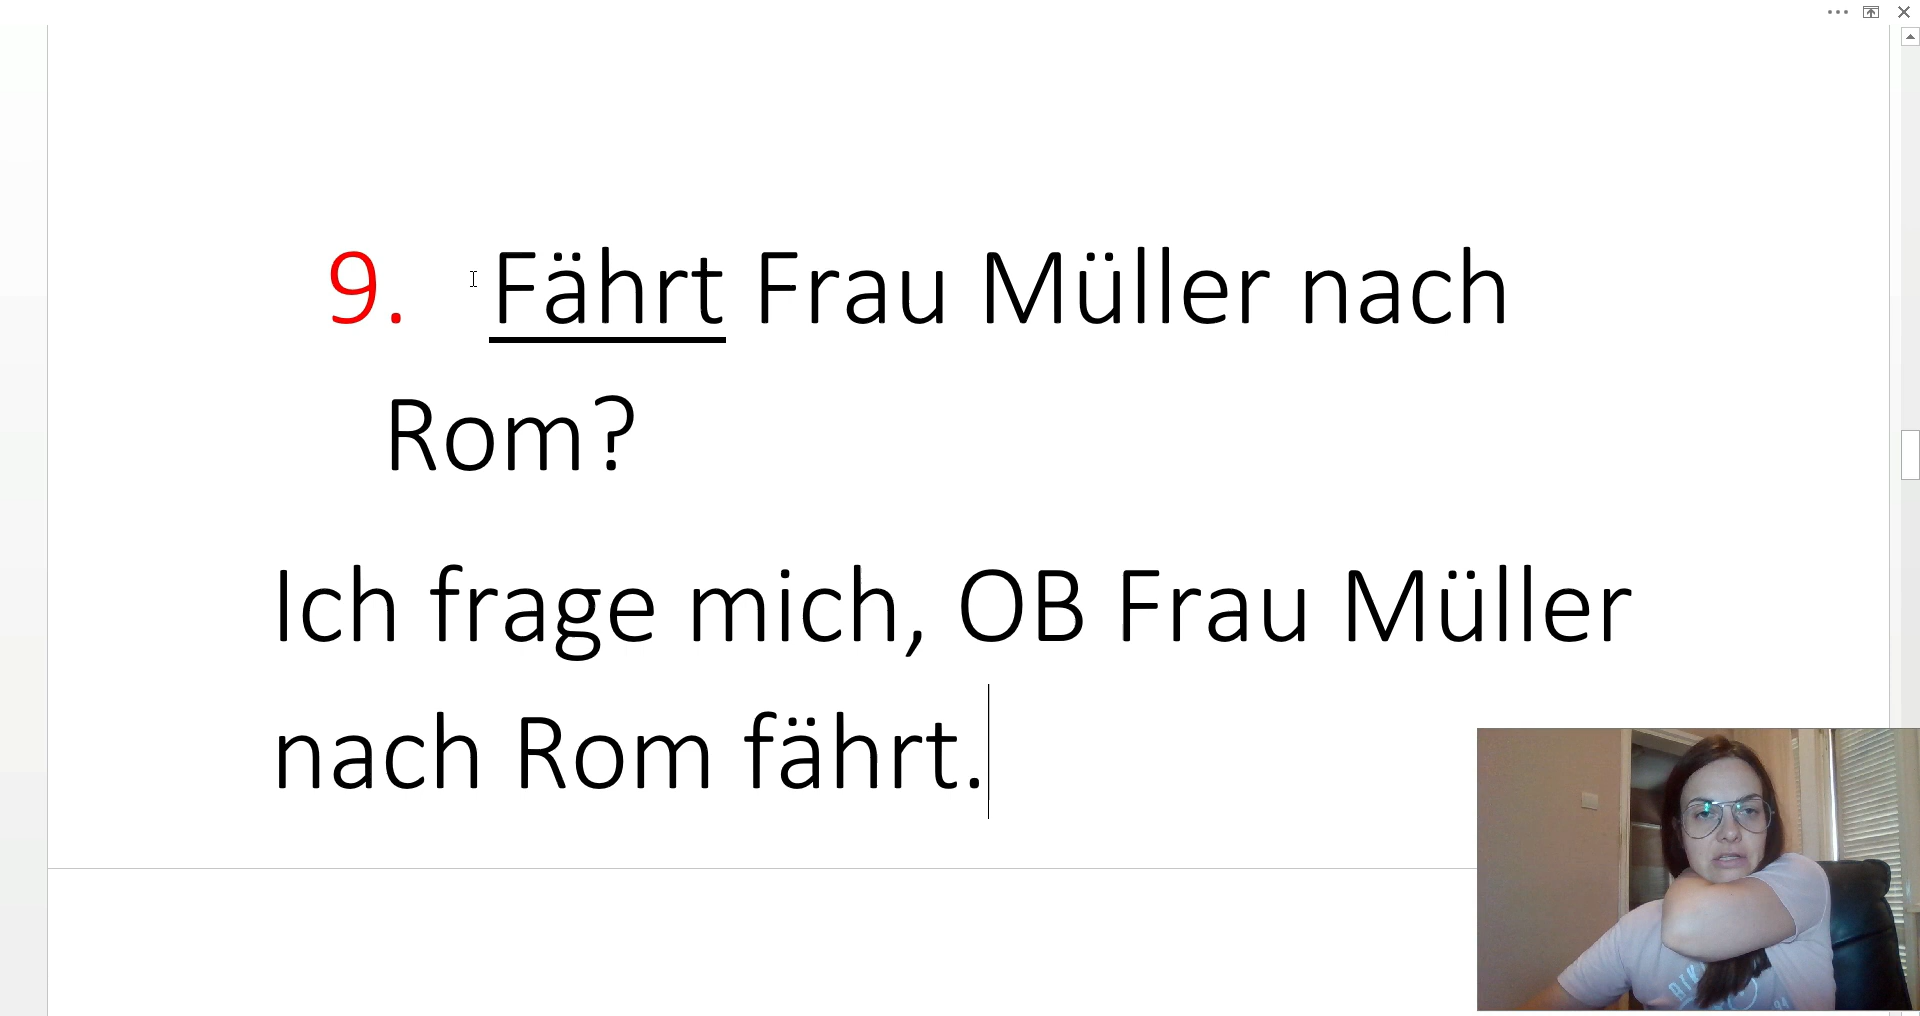 9. Fährt Frau Müller nach
Rom?
Ich frage mich, OB Frau Müller
nach Rom fährt.